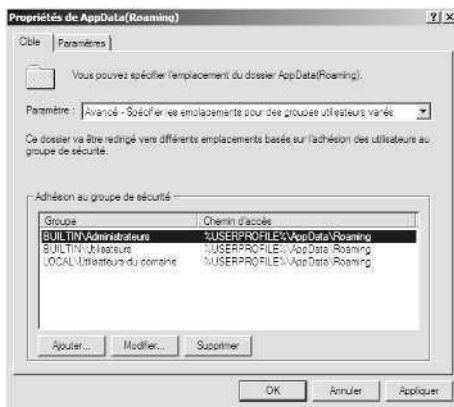 Propriétés de AppData(Roaming)
Cible Paramètres
Vous pouvez spécifier l'emplacement du dossier AppData(Roaming).
Paramètre : Avancé - Spécifier les emplacements pour des groupes utilisateurs variés
Ce dossier va être redirigé vers différents emplacements basés sur l'adhésion des utilisateurs au
groupe de sécurité.
Adhésion au groupe de sécurité
Groupe Chemin d'accès
BUILTIN\Administrateurs %USERPROFILE%\AppData\Roaming
BUILTIN\Utilisateurs %USERPROFILE%\AppData\Roaming
LOCAL\Utilisateurs du domaine %USERPROFILE%\AppData\Roaming
Ajouter... Modifier... Supprimer
OK Annuler Appliquer